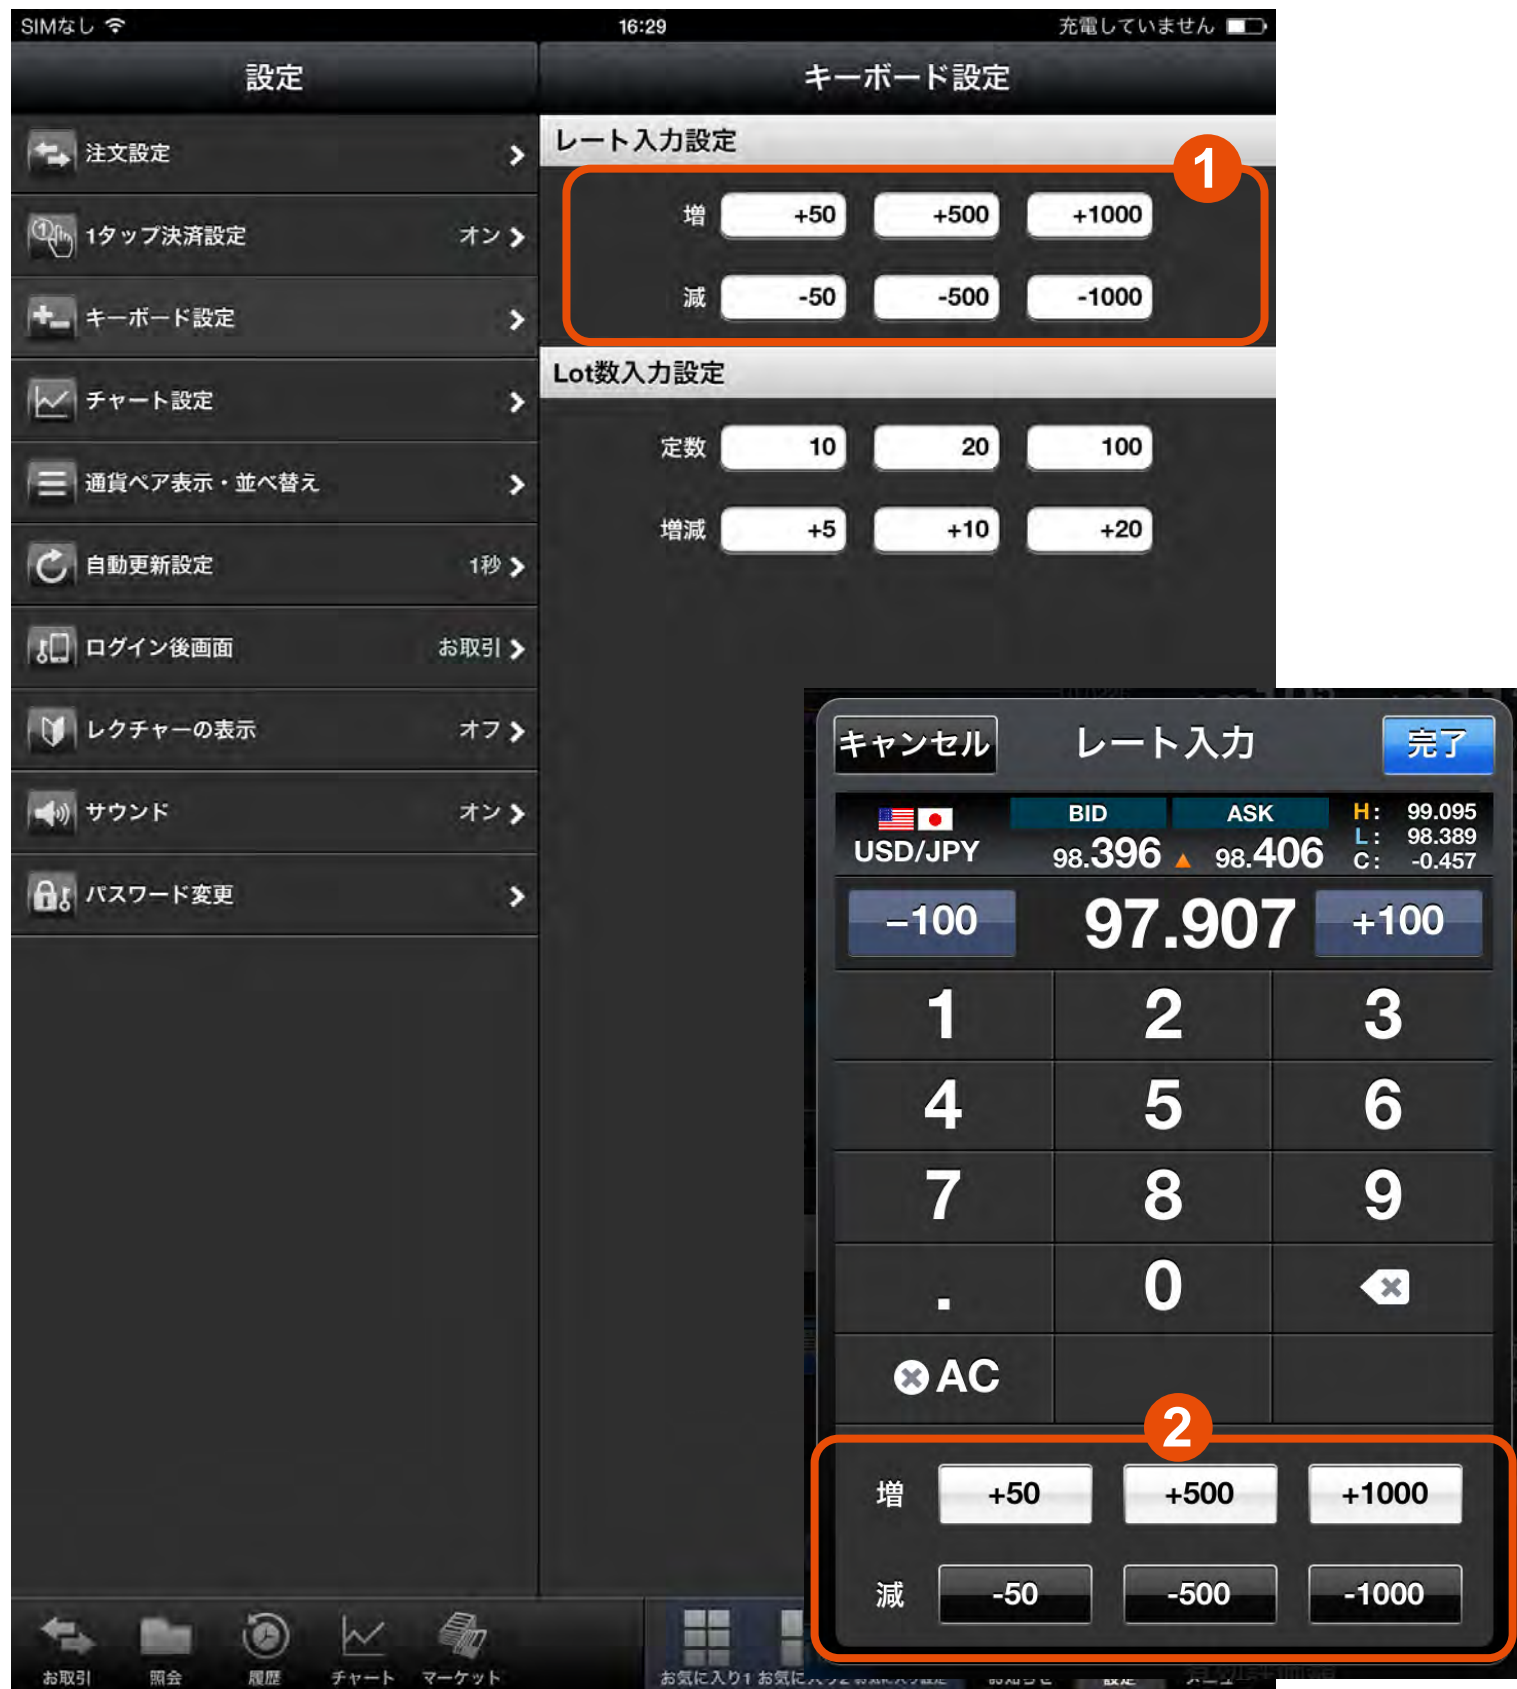 SIMなし
16:29
充電していません
設定
キーボード設定
注文設定
1タップ決済設定 オン
キーボード設定
チャート設定
通貨ペア表示・並べ替え
自動更新設定 1秒
ログイン後画面 お取引
レクチャーの表示 オフ
サウンド オン
パスワード変更
レート入力設定
1
増 +50 +500 +1000
減 -50 -500 -1000
Lot数入力設定
定数 10 20 100
増減 +5 +10 +20
キャンセル レート入力 完了
USD/JPY
BID ASK
98.396 98.406
H: 99.095
L: 98.389
C: -0.457
−100 97.907 +100
1 2 3
4 5 6
7 8 9
. 0
AC
2
増 +50 +500 +1000
減 -50 -500 -1000
お取引 照会 履歴 チャート マーケット お気に入り1